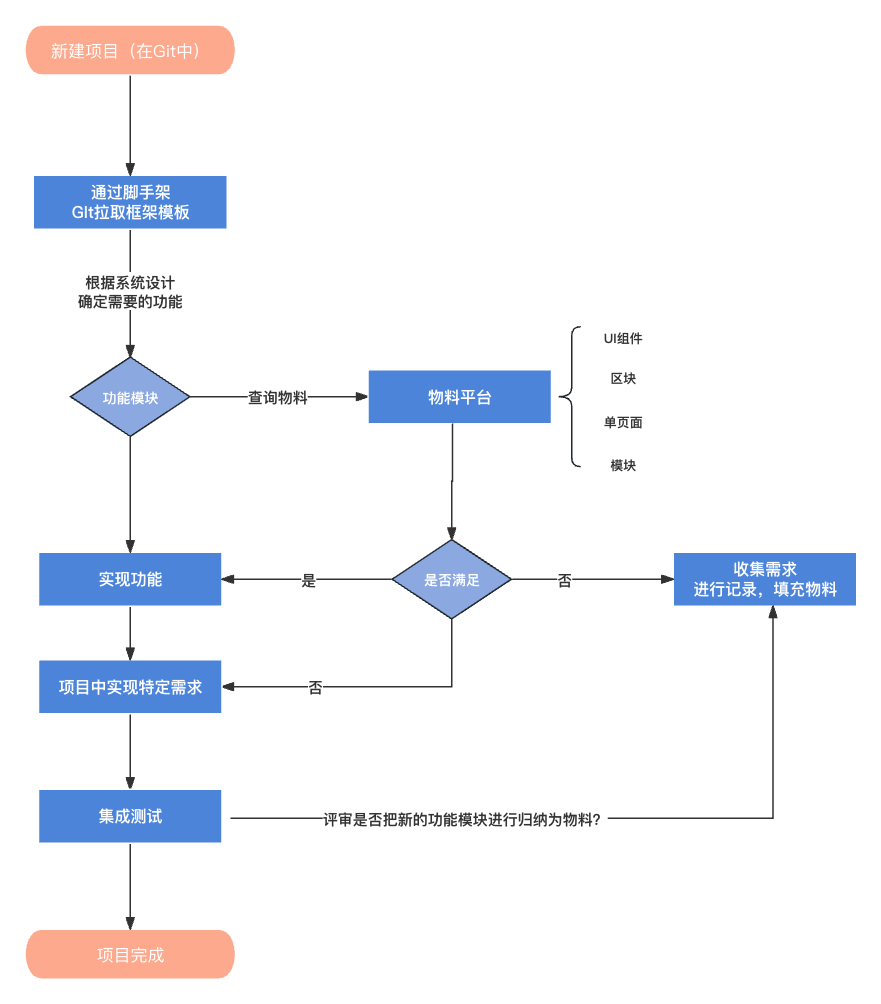 新建项目（在Git中）
通过脚手架
GIt拉取框架模板
根据系统设计
确定需要的功能
功能模块
查询物料
物料平台
UI组件
区块
单页面
模块
实现功能
是
是否满足
否
收集需求
进行记录，填充物料
项目中实现特定需求
否
集成测试
评审是否把新的功能模块进行归纳为物料?
项目完成